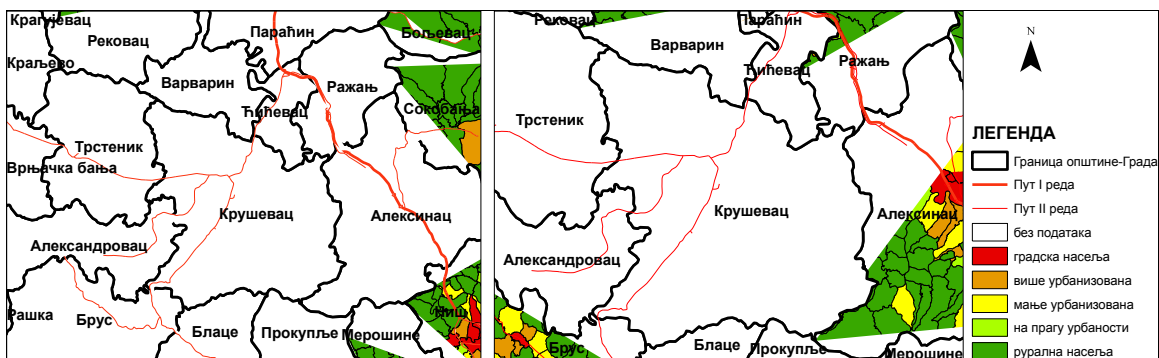 Крагујевац
Рековац
Параћин
Бољевац
Краљево
Варварин
Ражањ
Ћићевац
Сокобања
Трстеник
Врњачка бања
Крушевац
Алексинац
Александровац
Ниш
Рашка
Брус
Блаце
Прокупље
Мерошине
Рековац
Параћин
Варварин
Ћићевац
Ражањ
Трстеник
Крушевац
Алексинац
Александровац
Брус
Блаце
Прокупље
Мерошине
N
ЛЕГЕНДА
Граница општине-Града
Пут I реда
Пут II реда
без података
градска насеља
више урбанизована
мање урбанизована
на прагу урбаности
рурална насеља